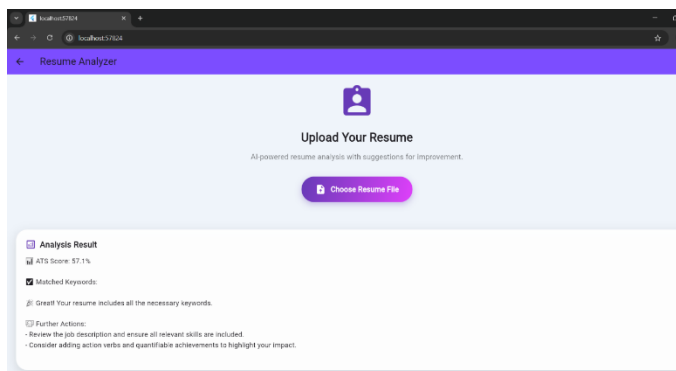 localhost:57824
localhost:57824
Resume Analyzer
Upload Your Resume
AI-powered resume analysis with suggestions for improvement.
Choose Resume File
Analysis Result
ATS Score: 57.1%
Matched Keywords:
Great! Your resume includes all the necessary keywords.
Further Actions:
- Review the job description and ensure all relevant skills are included.
- Consider adding action verbs and quantifiable achievements to highlight your impact.